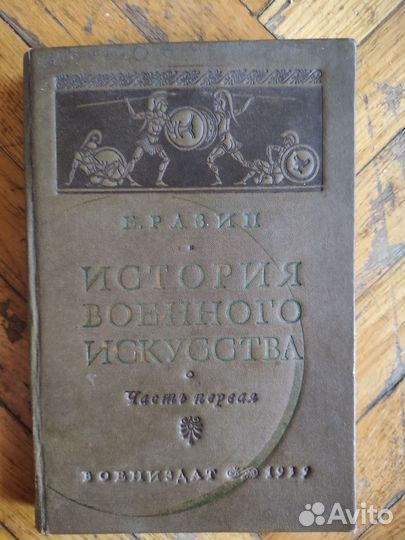 Е. РАЗИН
ИСТОРИЯ
ВОЕННОГО
ИСКУССТВА
Часть первая
ВОЕНИЗДАТ 1939
Avito